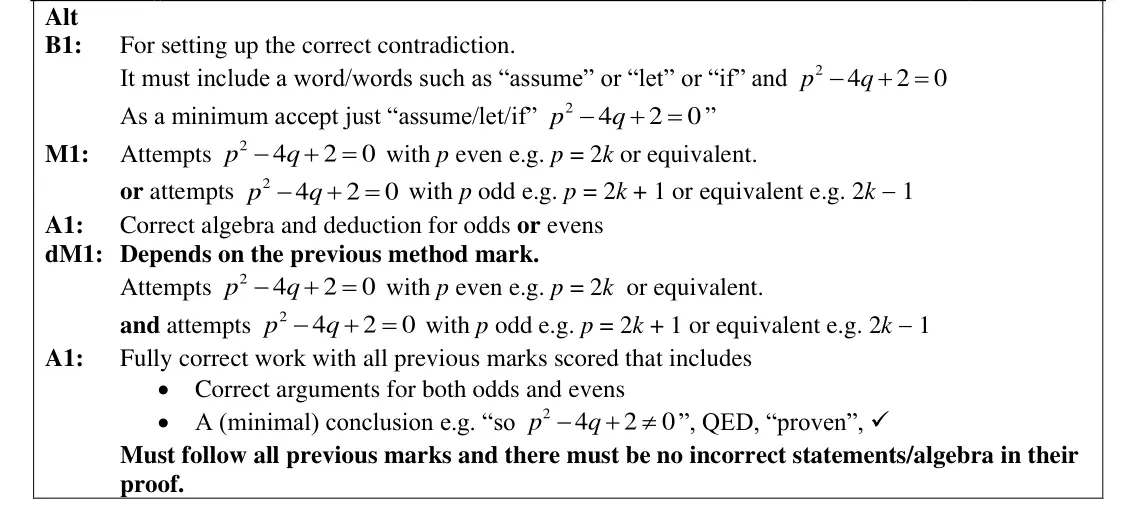 Alt
B1: For setting up the correct contradiction.
It must include a word/words such as “assume” or “let” or “if” and p² − 4q + 2 = 0
As a minimum accept just “assume/let/if” p² − 4q + 2 = 0”
M1: Attempts p² − 4q + 2 = 0 with p even e.g. p = 2k or equivalent.
or attempts p² − 4q + 2 = 0 with p odd e.g. p = 2k + 1 or equivalent e.g. 2k − 1
A1: Correct algebra and deduction for odds or evens
dM1: Depends on the previous method mark.
Attempts p² − 4q + 2 = 0 with p even e.g. p = 2k or equivalent.
and attempts p² − 4q + 2 = 0 with p odd e.g. p = 2k + 1 or equivalent e.g. 2k − 1
A1: Fully correct work with all previous marks scored that includes
• Correct arguments for both odds and evens
• A (minimal) conclusion e.g. “so p² − 4q + 2 ≠ 0”, QED, “proven”, ✓
Must follow all previous marks and there must be no incorrect statements/algebra in their
proof.